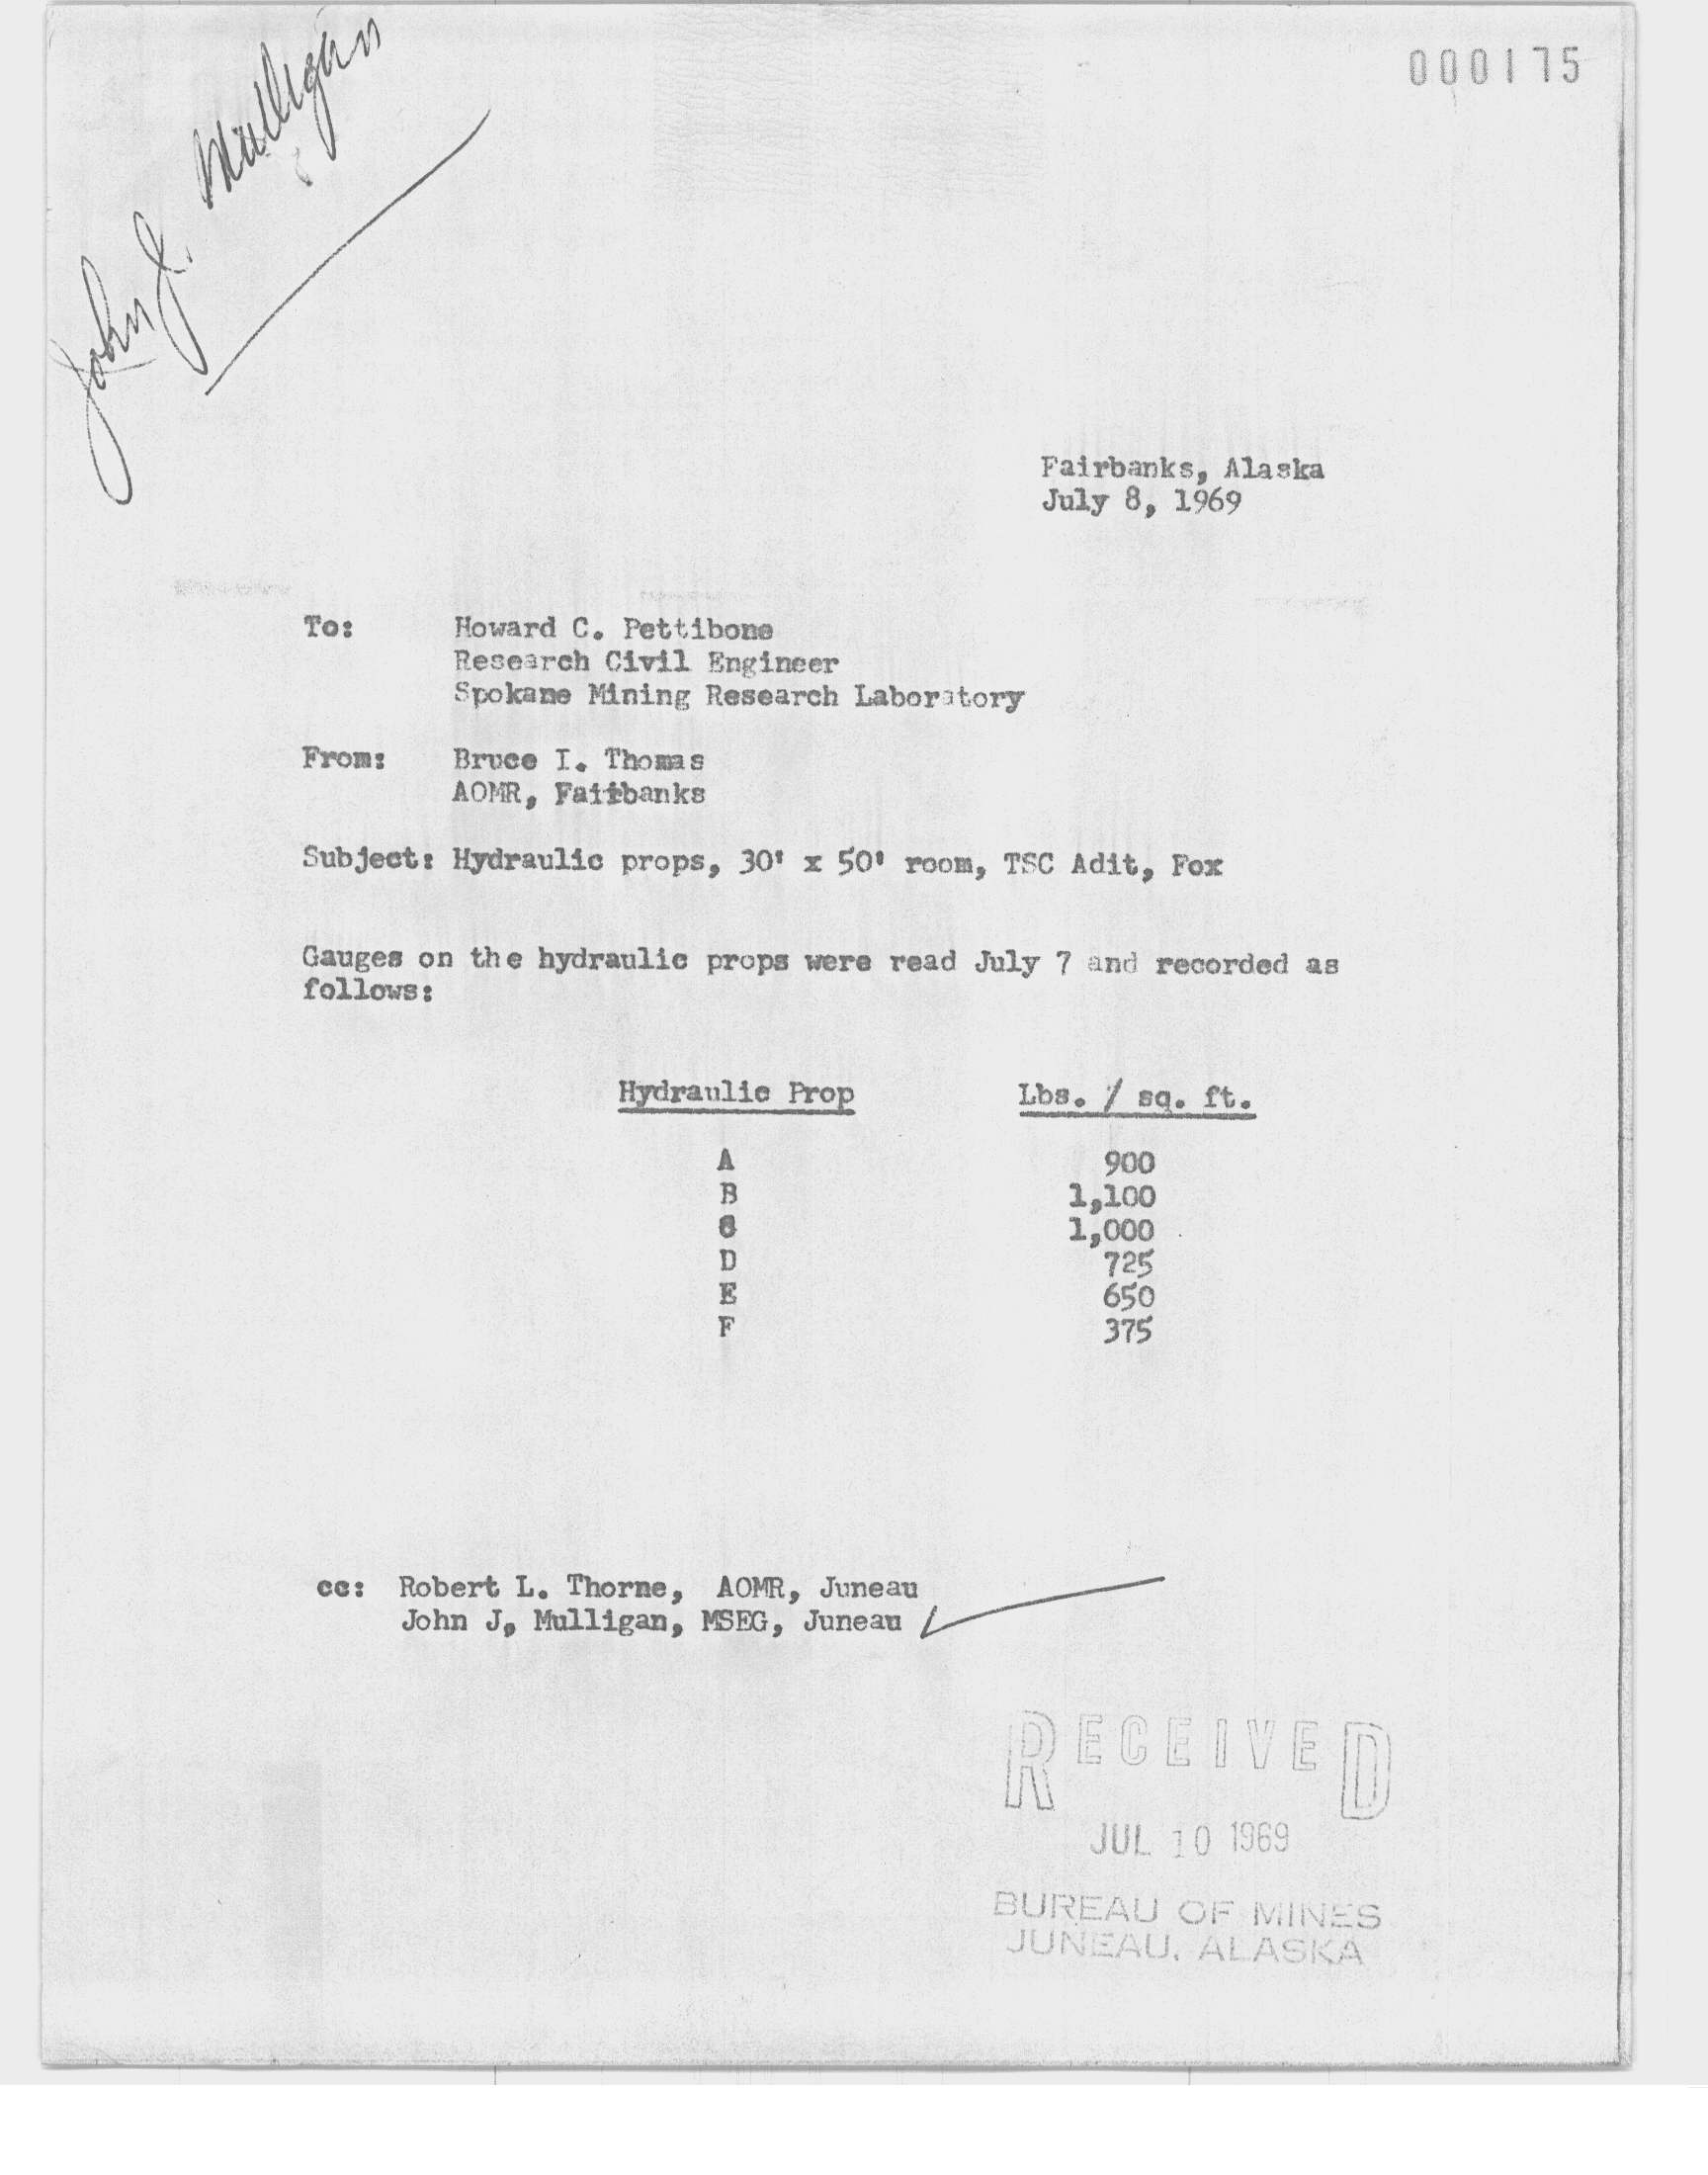 000175
John J. Mulligan
Fairbanks, Alaska
July 8, 1969
To: Howard C. Pettibone
Research Civil Engineer
Spokane Mining Research Laboratory
From: Bruce I. Thomas
AOMR, Fairbanks
Subject: Hydraulic props, 30' x 50' room, TSC Adit, Fox
Gauges on the hydraulic props were read July 7 and recorded as
follows:
Hydraulic Prop Lbs. / sq. ft.
A 900
B 1,100
C 1,000
D 725
E 650
F 375
cc: Robert L. Thorne, AOMR, Juneau
John J, Mulligan, MSEG, Juneau
RECEIVED
JUL 10 1969
BUREAU OF MINES
JUNEAU, ALASKA